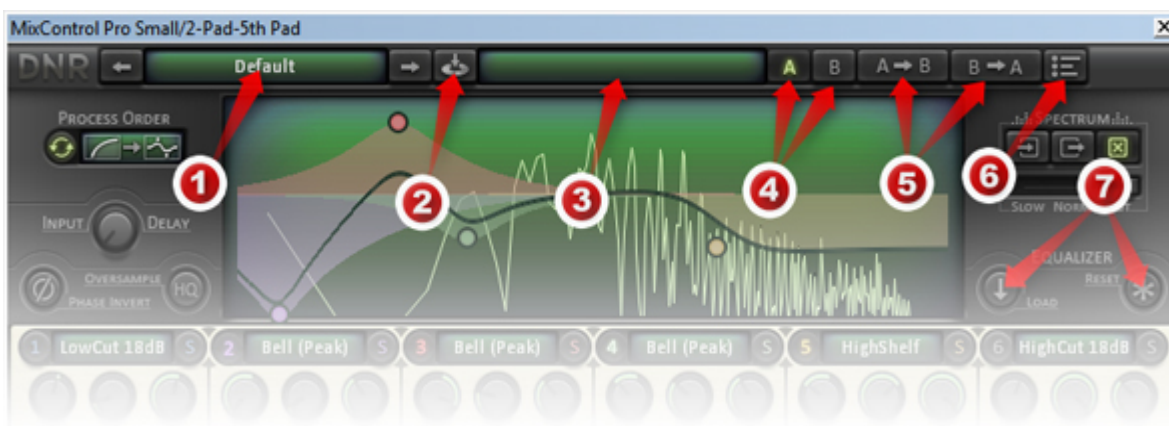 MixControl Pro Small/2-Pad-5th Pad
DNR Default A B A B B A
PROCESS ORDER
SPECTRUM
1 2 3 4 5 6 7
SLOW
INPUT DELAY
EQUALIZER
OVERSAMPLE HQ RESET
PHASE INVERT LOAD
1 LowCut 18dB S 2 Bell (Peak) S 3 Bell (Peak) S 4 Bell (Peak) S 5 HighShelf S 6 HighCut 18dB S